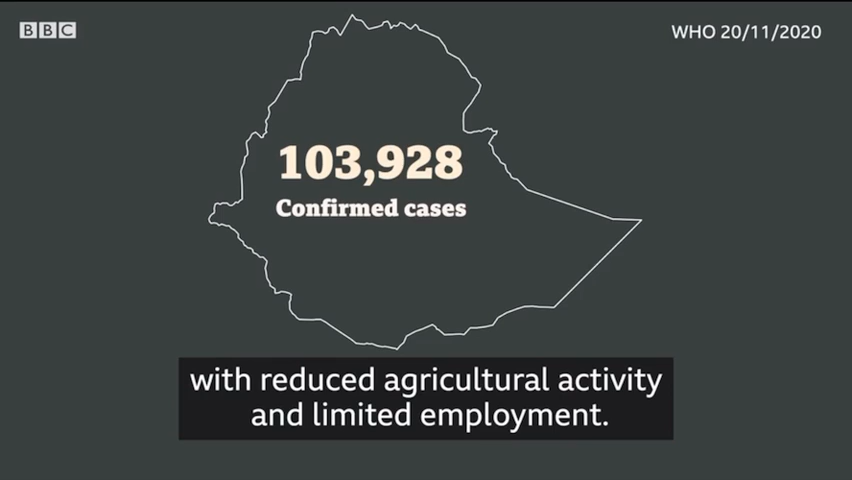 BBC
WHO 20/11/2020
103,928
Confirmed cases
with reduced agricultural activity
and limited employment.